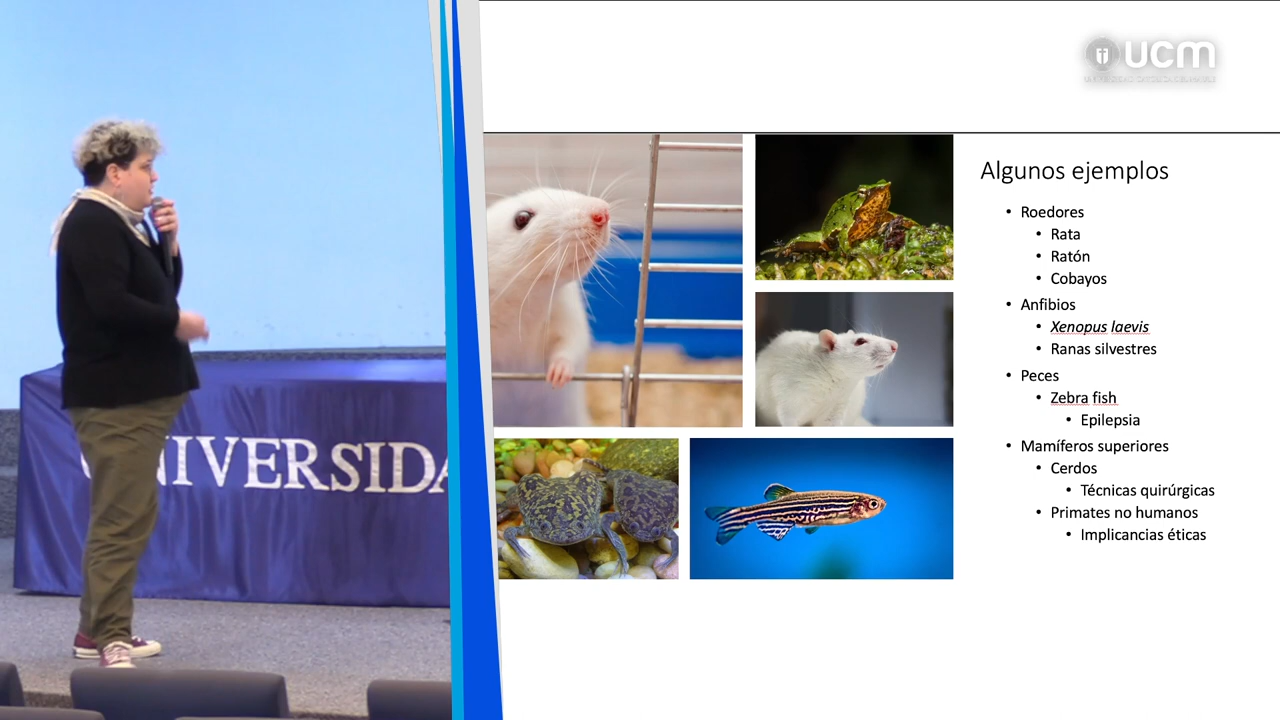 UNIVERSIDA
ucm
Algunos ejemplos
• Roedores
• Rata
• Ratón
• Cobayos
• Anfibios
• Xenopus laevis
• Ranas silvestres
• Peces
• Zebra fish
• Epilepsia
• Mamíferos superiores
• Cerdos
• Técnicas quirúrgicas
• Primates no humanos
• Implicancias éticas